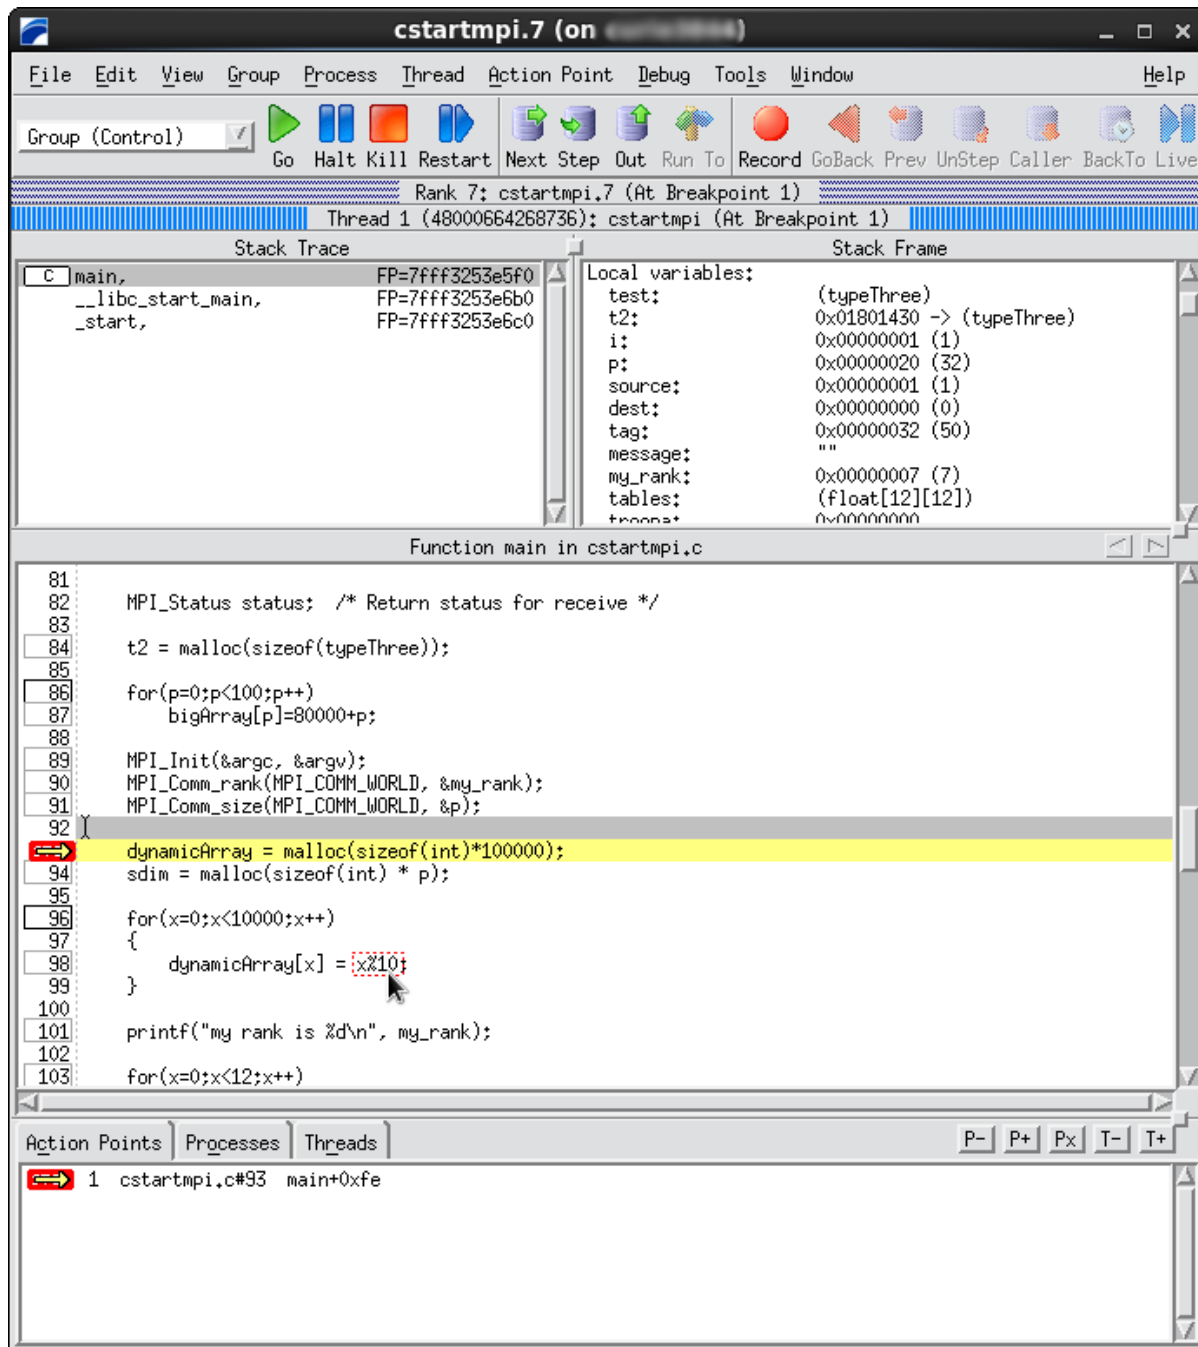 cstartmpi.7 (on )
File Edit View Group Process Thread Action Point Debug Tools Window Help
Group (Control)
Go Halt Kill Restart Next Step Out Run To Record GoBack Prev UnStep Caller BackTo Live
Rank 7: cstartmpi.7 (At Breakpoint 1)
Thread 1 (48000664268736): cstartmpi (At Breakpoint 1)
Stack Trace
C main, FP=7fff3253e5f0
__libc_start_main, FP=7fff3253e6b0
_start, FP=7fff3253e6c0
Stack Frame
Local variables:
test: (typeThree)
t2: 0x01801430 -> (typeThree)
i: 0x00000001 (1)
p: 0x00000020 (32)
source: 0x00000001 (1)
dest: 0x00000000 (0)
tag: 0x00000032 (50)
message: ""
my_rank: 0x00000007 (7)
tables: (float[12][12])
troopa: 0x00000000
Function main in cstartmpi.c
81
82 MPI_Status status; /* Return status for receive */
83
84 t2 = malloc(sizeof(typeThree));
85
86 for(p=0;p<100;p++)
87 bigArray[p]=80000+p;
88
89 MPI_Init(&argc, &argv);
90 MPI_Comm_rank(MPI_COMM_WORLD, &my_rank);
91 MPI_Comm_size(MPI_COMM_WORLD, &p);
92
dynamicArray = malloc(sizeof(int)*100000);
94 sdim = malloc(sizeof(int) * p);
95
96 for(x=0;x<10000;x++)
97 {
98 dynamicArray[x] = x%10;
99 }
100
101 printf("my rank is %d\n", my_rank);
102
103 for(x=0;x<12;x++)
Action Points Processes Threads P- P+ Px T- T+
1 cstartmpi.c#93 main+0xfe